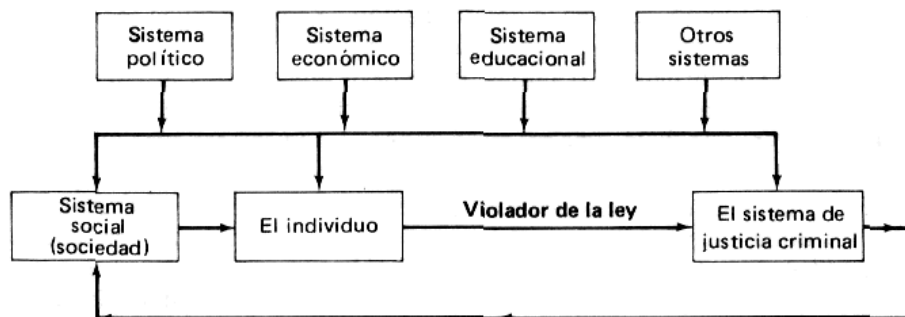 Sistema
político
Sistema
económico
Sistema
educacional
Otros
sistemas
Sistema
social
(sociedad)
El individuo
Violador de la ley
El sistema de
justicia criminal